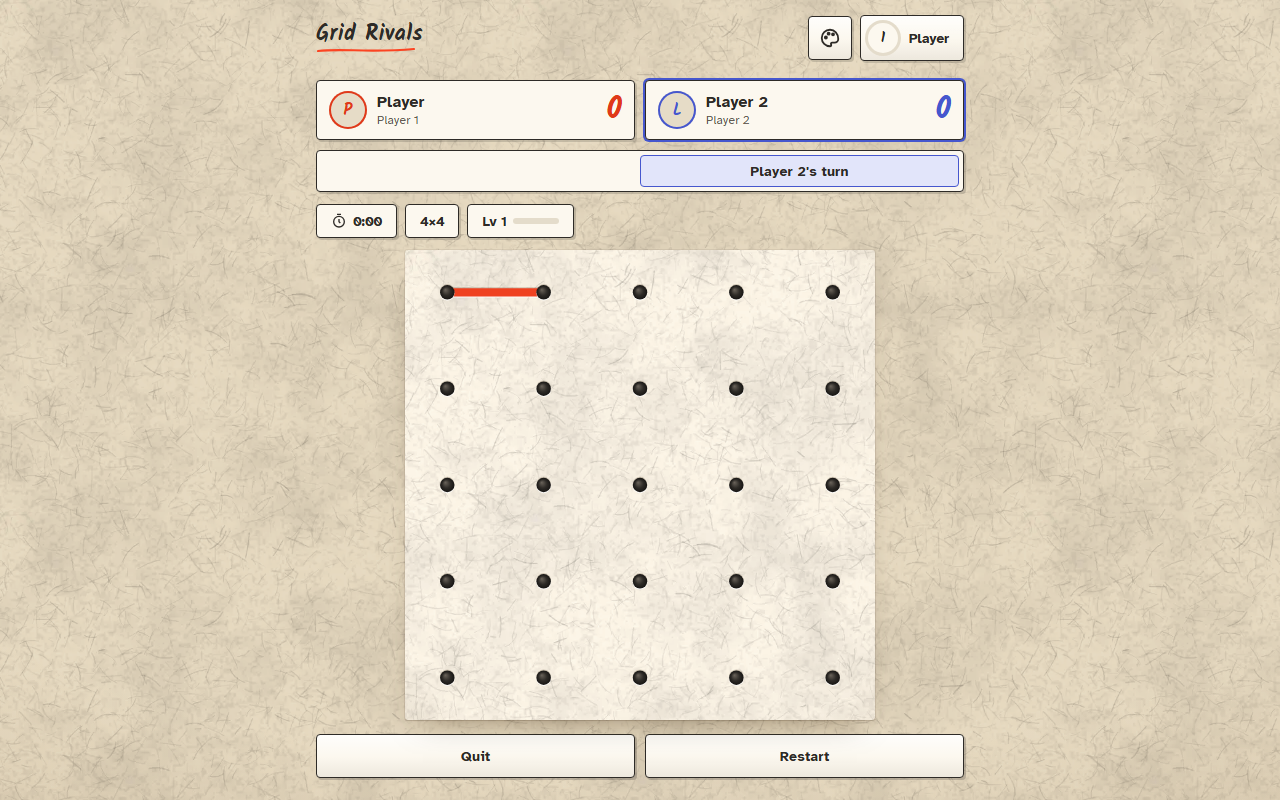 Grid Rivals
Player
P
Player
Player 1
0
L
Player 2
Player 2
0
Player 2's turn
0:00
4×4
Lv 1
Quit
Restart